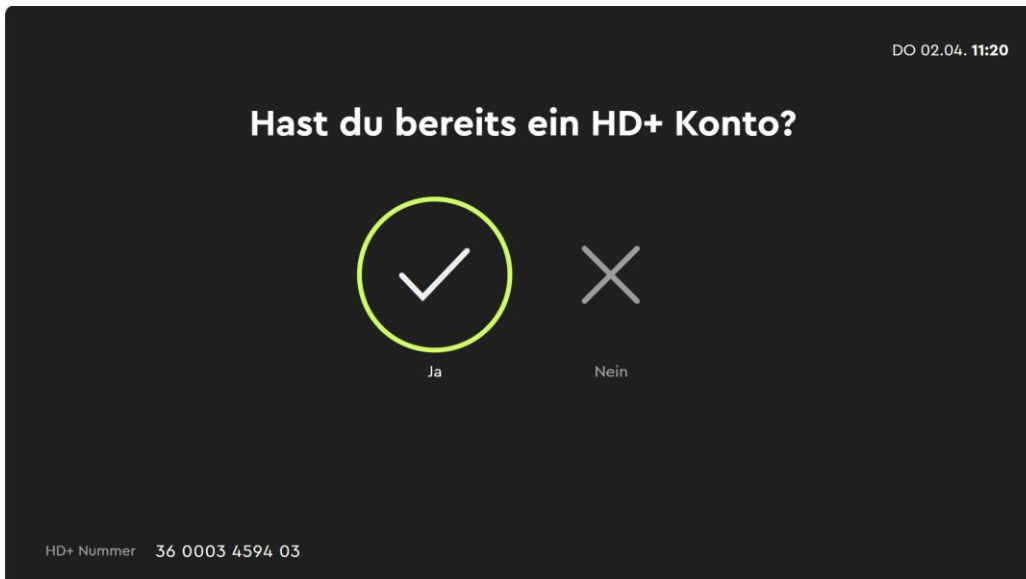 DO 02.04. 11:20
Hast du bereits ein HD+ Konto?
Ja Nein
HD+ Nummer 36 0003 4594 03